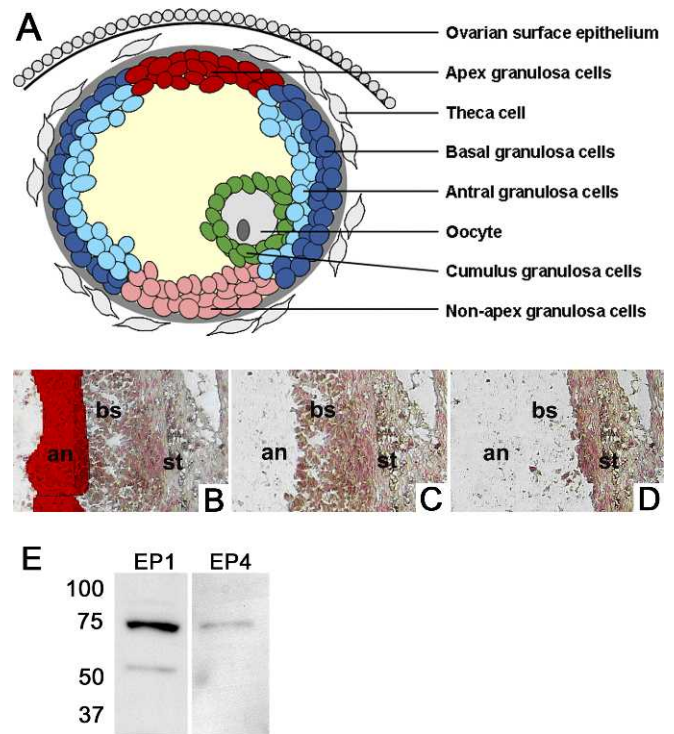 A
Ovarian surface epithelium
Apex granulosa cells
Theca cell
Basal granulosa cells
Antral granulosa cells
Oocyte
Cumulus granulosa cells
Non-apex granulosa cells
bs
an
st
B
bs
an
st
C
bs
an
st
D
E
EP1 EP4
100
75
50
37